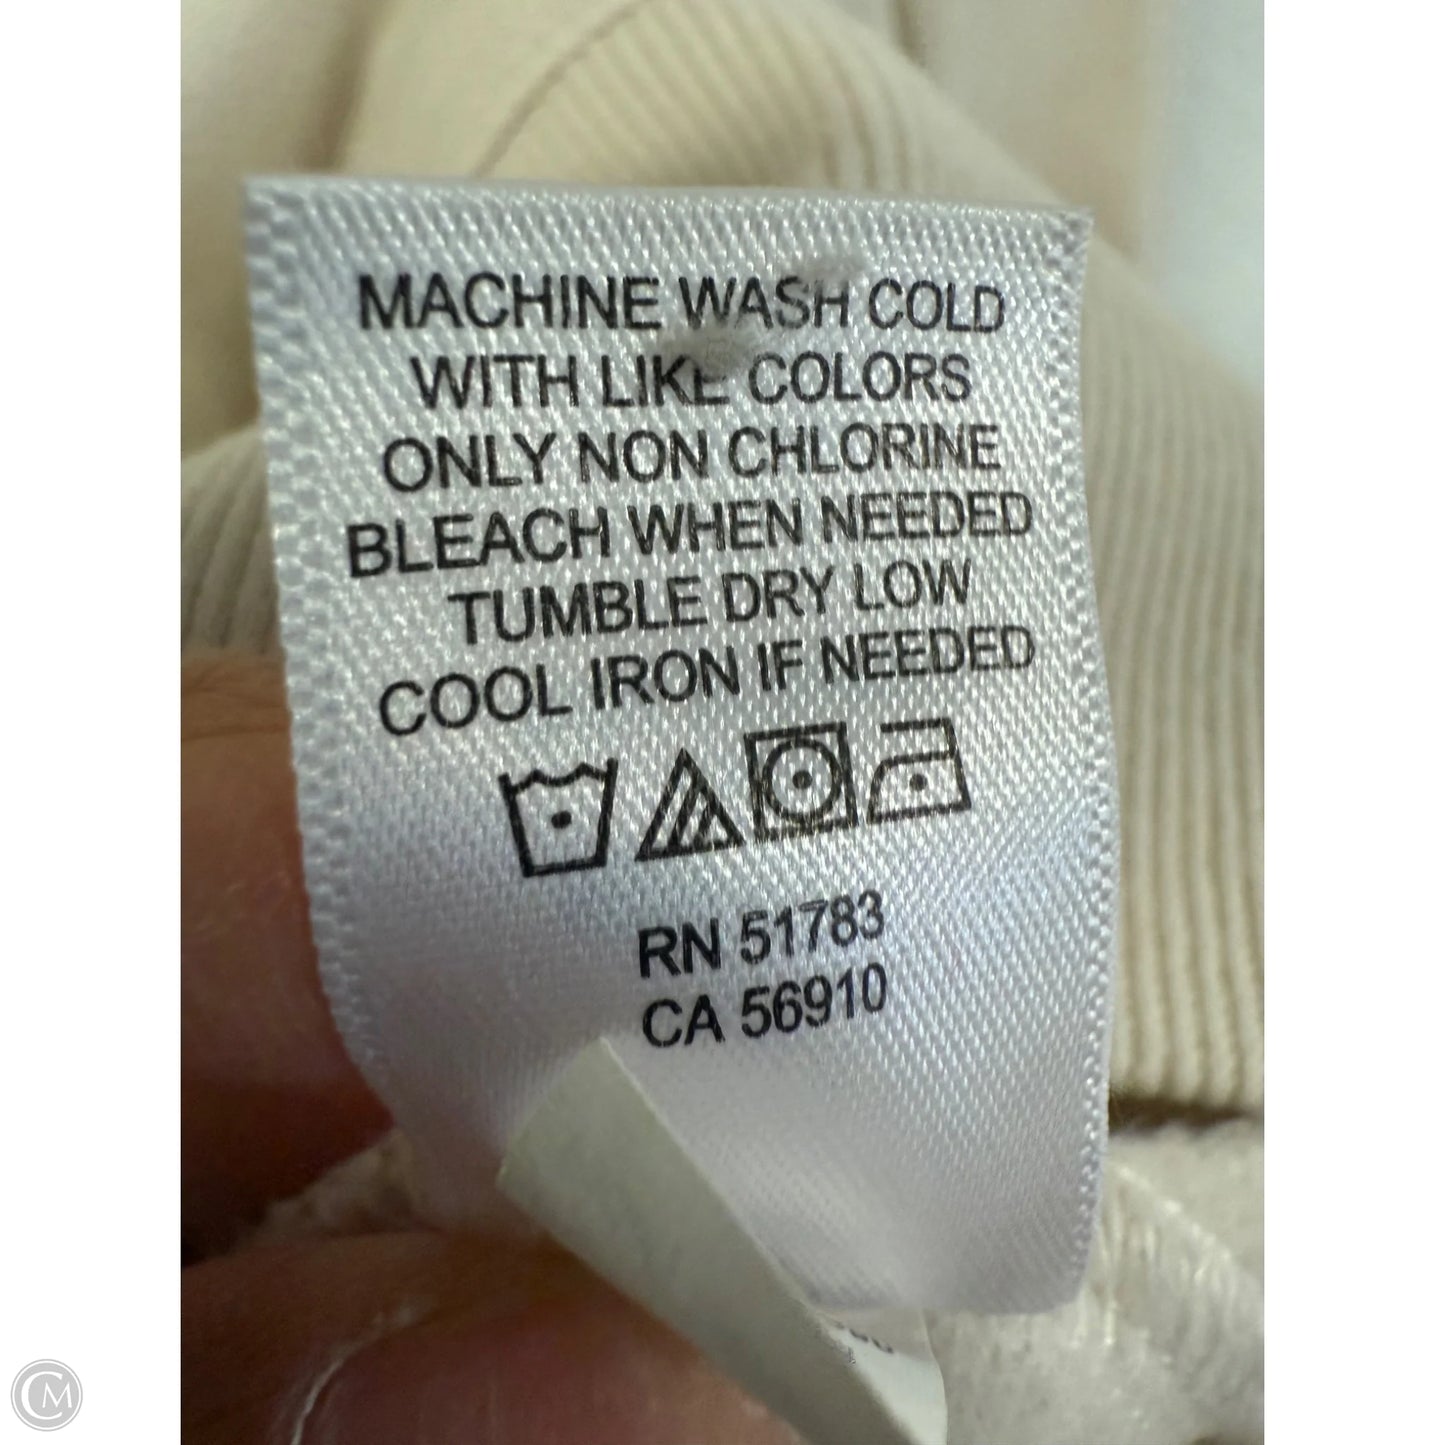 MACHINE WASH COLD
WITH LIKE COLORS
ONLY NON CHLORINE
BLEACH WHEN NEEDED
TUMBLE DRY LOW
COOL IRON IF NEEDED
RN 51783
CA 56910
CM